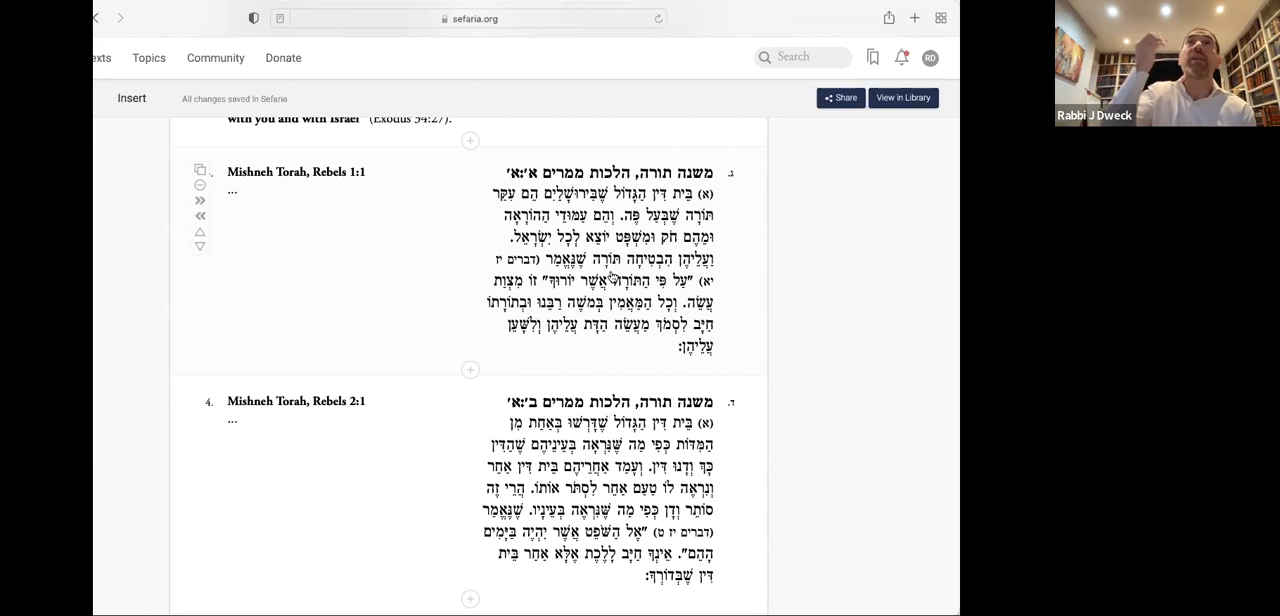 sefaria.org
exts Topics Community Donate Search RD
Insert All changes saved in Sefaria Share View in Library
with you and with Israel" (Exodus 34:27).
Mishneh Torah, Rebels 1:1
...
ג.
משנה תורה, הלכות ממרים א׳:א׳
(א) בֵּית דִּין הַגָּדוֹל שֶׁבִּירוּשָׁלַיִם הֵם עִקַּר
תּוֹרָה שֶׁבְּעַל פֶּה. וְהֵם עַמּוּדֵי הַהוֹרָאָה
וּמֵהֶם חֹק וּמִשְׁפָּט יוֹצֵא לְכָל יִשְׂרָאֵל.
וַעֲלֵיהֶן הִבְטִיחָה תּוֹרָה שֶׁנֶּאֱמַר (דברים יז
יא) "עַל פִּי הַתּוֹרָה אֲשֶׁר יוֹרוּךָ" זוֹ מִצְוַת
עֲשֵׂה. וְכָל הַמַּאֲמִין בְּמשֶׁה רַבֵּנוּ וּבְתוֹרָתוֹ
חַיָּב לִסְמֹךְ מַעֲשֵׂה הַדָּת עֲלֵיהֶן וְלִשָּׁעֵן
עֲלֵיהֶן:
4.
Mishneh Torah, Rebels 2:1
...
ד.
משנה תורה, הלכות ממרים ב׳:א׳
(א) בֵּית דִּין הַגָּדוֹל שֶׁדָּרְשׁוּ בְּאַחַת מִן
הַמִּדּוֹת כְּפִי מַה שֶּׁנִּרְאָה בְּעֵינֵיהֶם שֶׁהַדִּין
כָּךְ וְדָנוּ דִּין. וְעָמַד אַחֲרֵיהֶם בֵּית דִּין אַחֵר
וְנִרְאֶה לוֹ טַעַם אַחֵר לִסְתֹּר אוֹתוֹ. הֲרֵי זֶה
סוֹתֵר וְדָן כְּפִי מַה שֶּׁנִּרְאֶה בְּעֵינָיו. שֶׁנֶּאֱמַר
(דברים יז ט) "אֶל הַשֹּׁפֵט אֲשֶׁר יִהְיֶה בַּיָּמִים
הָהֵם". אֵינְךָ חַיָּב לָלֶכֶת אֶלָּא אַחַר בֵּית
דִּין שֶׁבְּדוֹרְךָ:
Rabbi J Dweck